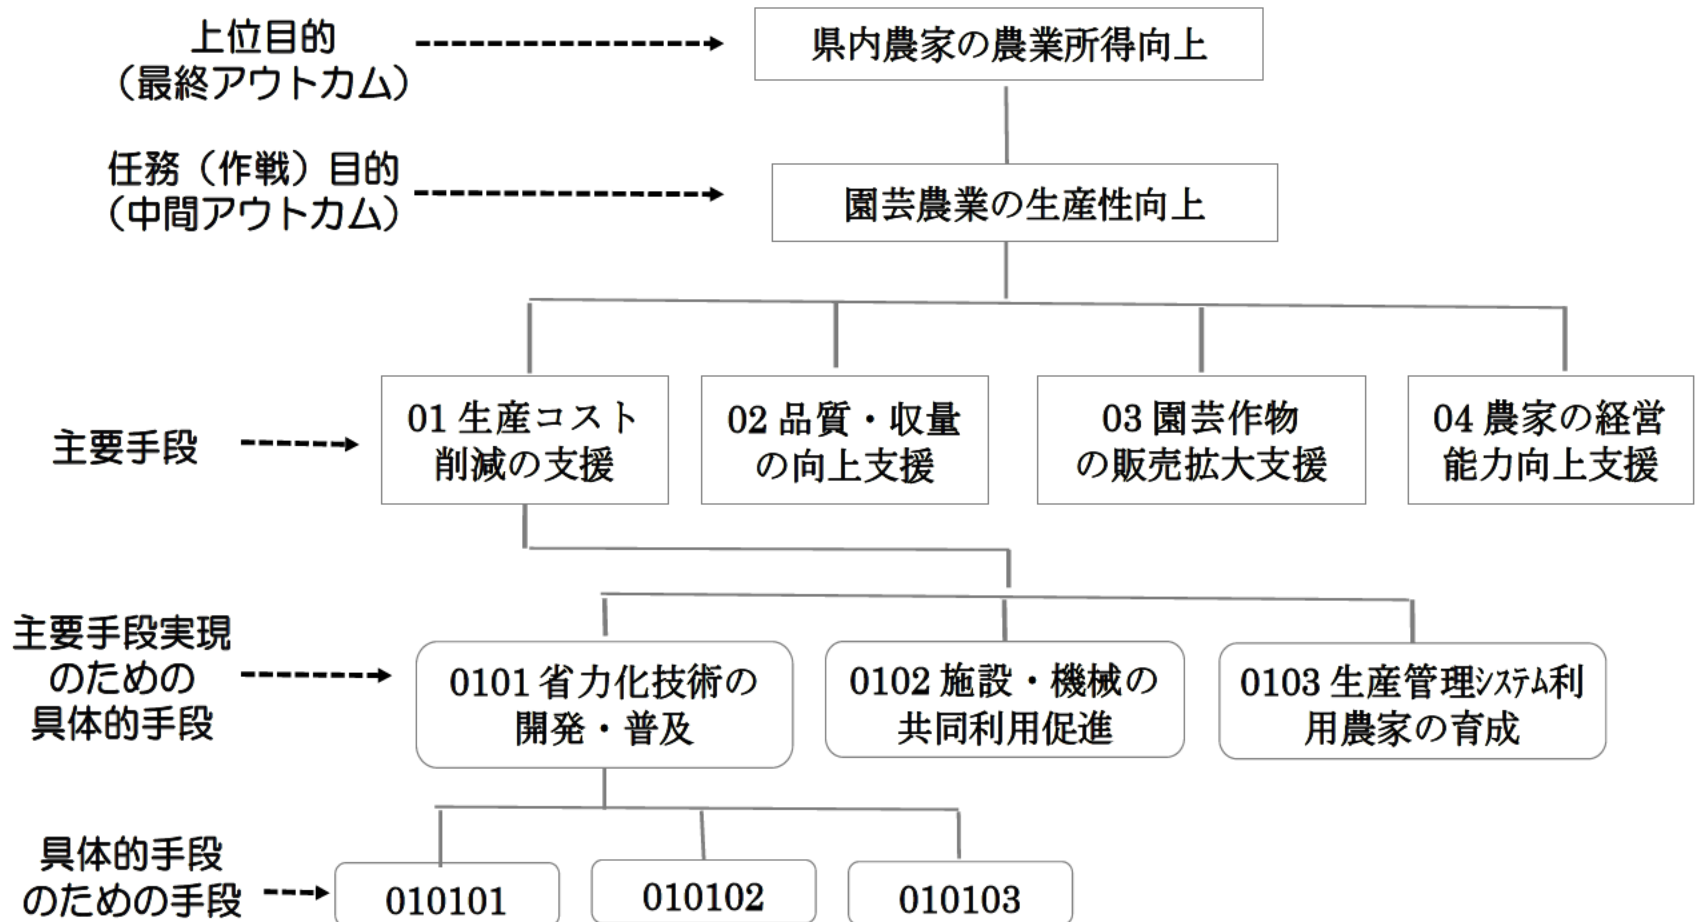 上位目的
（最終アウトカム）
県内農家の農業所得向上
任務（作戦）目的
（中間アウトカム）
園芸農業の生産性向上
主要手段
01 生産コスト
削減の支援
02 品質・収量
の向上支援
03 園芸作物
の販売拡大支援
04 農家の経営
能力向上支援
主要手段実現
のための
具体的手段
0101 省力化技術の
開発・普及
0102 施設・機械の
共同利用促進
0103 生産管理ｼｽﾃﾑ利
用農家の育成
具体的手段
のための手段
010101
010102
010103